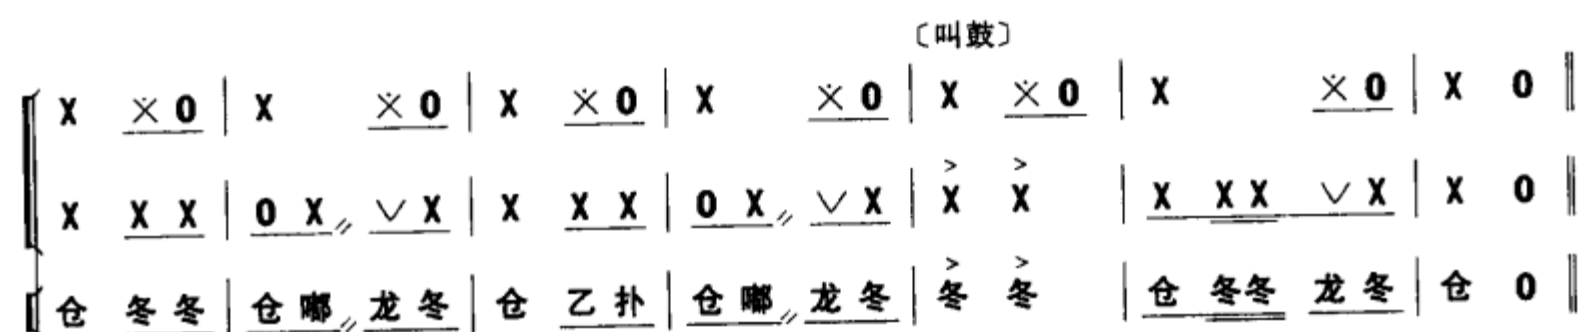 〔叫鼓〕
X ※ 0 | X ※ 0 | X ※ 0 | X ※ 0 | X ※ 0 | X ※ 0 | X 0 ‖
X X X | 0 X 〃 ∨ X | X X X | 0 X 〃 ∨ X | > X > X | X X X ∨ X | X 0 ‖
仓 冬 冬 | 仓 嘟 〃 龙 冬 | 仓 乙 扑 | 仓 嘟 〃 龙 冬 | > 冬 > 冬 | 仓 冬冬 龙 冬 | 仓 0 ‖